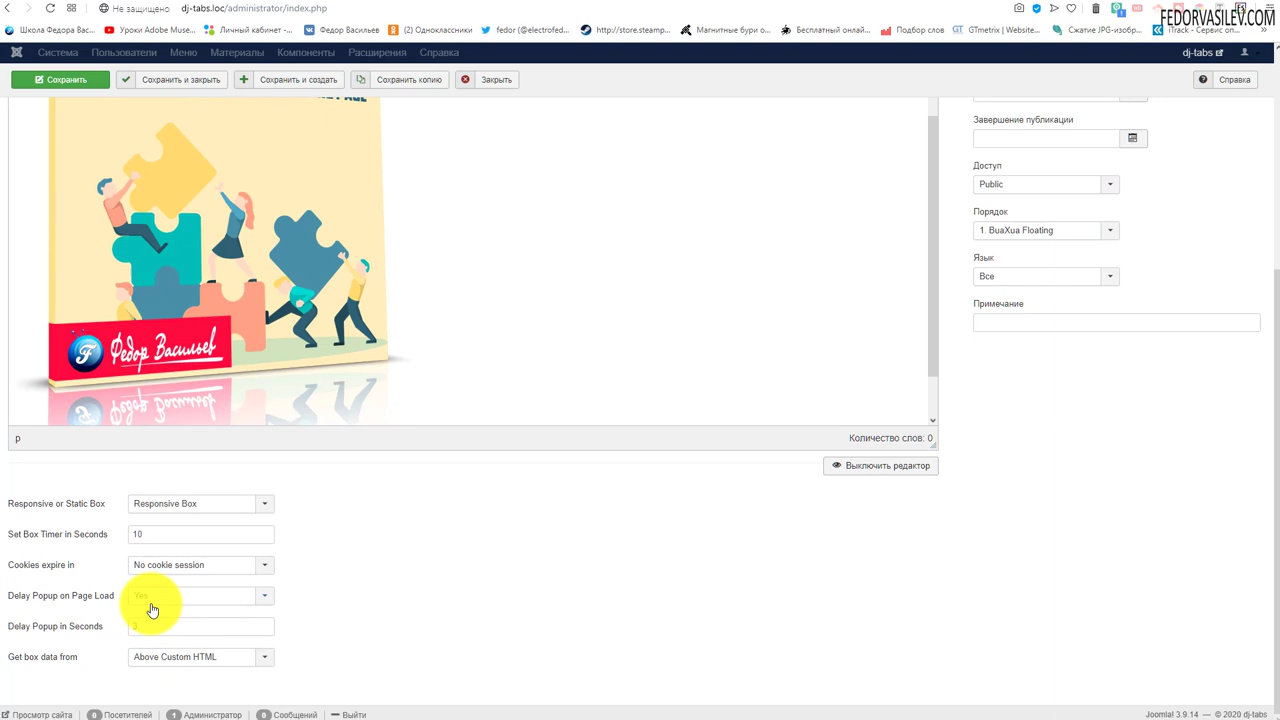 Не защищено
dj-tabs.loc/administrator/index.php
FEDORVASILEV.COM
Школа Федора Вас...
Уроки Adobe Muse...
Личный кабинет -...
Федор Васильев
(2) Одноклассники
fedor (@electrofed...
http://store.steamp...
Магнитные бури о...
Бесплатный онлай...
Подбор слов
GTmetrix | Website...
Сжатие JPG-изобр...
iTrack - Сервис оп...
Система
Пользователи
Меню
Материалы
Компоненты
Расширения
Справка
dj-tabs
Сохранить
Сохранить и закрыть
Сохранить и создать
Сохранить копию
Закрыть
Справка
Федор Васильев
p
Количество слов: 0
Выключить редактор
Завершение публикации
Доступ
Public
Порядок
1. BuaXua Floating
Язык
Все
Примечание
Responsive or Static Box
Responsive Box
Set Box Timer in Seconds
10
Cookies expire in
No cookie session
Delay Popup on Page Load
Yes
Delay Popup in Seconds
3
Get box data from
Above Custom HTML
Просмотр сайта
0 Посетителей
1 Администратор
0 Сообщений
Выйти
Joomla! 3.9.14 — © 2020 dj-tabs